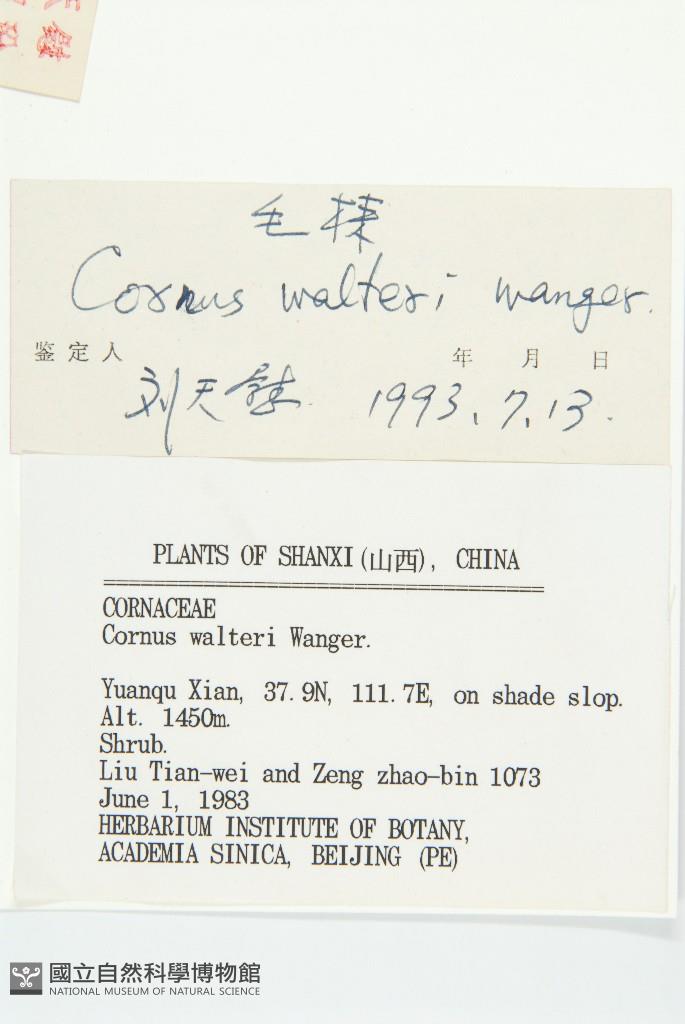 毛梾
Cornus walteri wanger.
鉴定人 年 月 日
刘天 1993.7.13.
PLANTS OF SHANXI(山西), CHINA
CORNACEAE
Cornus walteri Wanger.
Yuanqu Xian, 37.9N, 111.7E, on shade slop.
Alt. 1450m.
Shrub.
Liu Tian-wei and Zeng zhao-bin 1073
June 1, 1983
HERBARIUM INSTITUTE OF BOTANY,
ACADEMIA SINICA, BEIJING (PE)
國立自然科學博物館
NATIONAL MUSEUM OF NATURAL SCIENCE